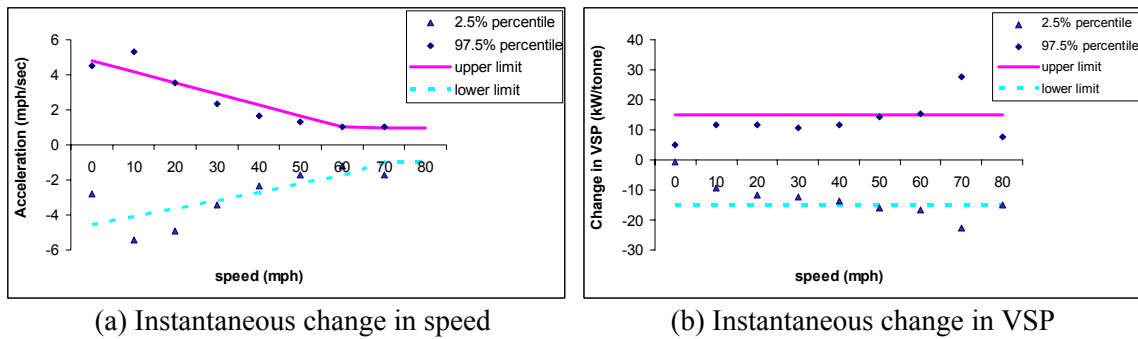 2.5% percentile
97.5% percentile
upper limit
lower limit
6
4
2
0
-2
-4
-6
0 10 20 30 40 50 60 70 80
Acceleration (mph/sec)
speed (mph)
(a) Instantaneous change in speed
2.5% percentile
97.5% percentile
upper limit
lower limit
40
30
20
10
0
-10
-20
-30
0 10 20 30 40 50 60 70 80
Change in VSP (kW/tonne)
speed (mph)
(b) Instantaneous change in VSP